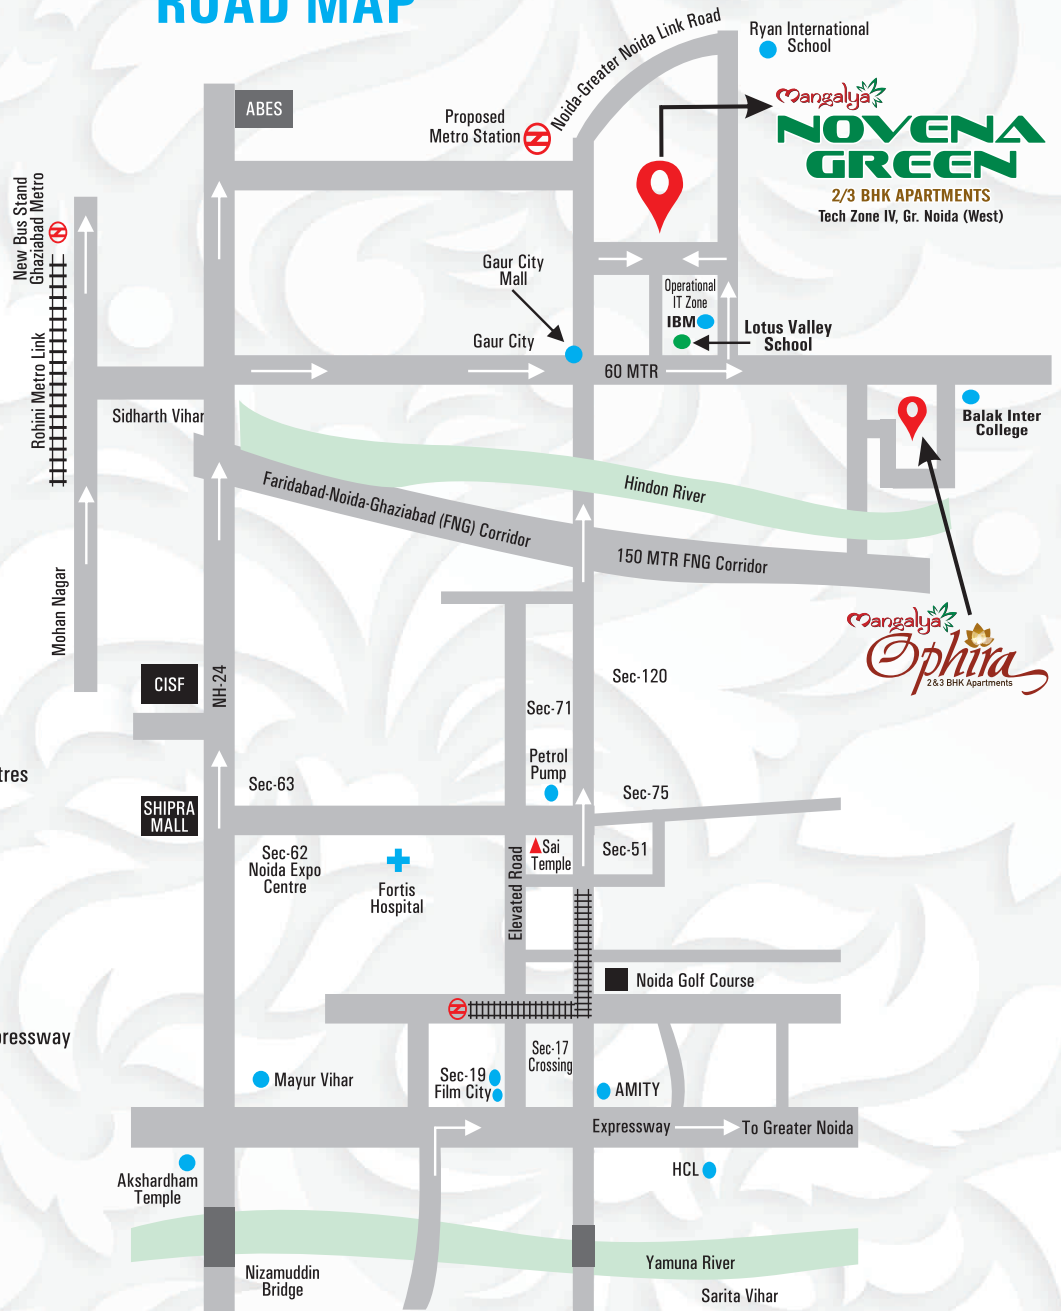 ROAD MAP
Ryan International
School
Noida-Greater Noida Link Road
ABES
Proposed
Metro Station
Mangalya
NOVENA
GREEN
2/3 BHK APARTMENTS
Tech Zone IV, Gr. Noida (West)
New Bus Stand
Ghaziabad Metro
Gaur City
Mall
Operational
IT Zone
IBM
Lotus Valley
School
Gaur City
60 MTR
Rohini Metro Link
Sidharth Vihar
Balak Inter
College
Hindon River
Faridabad-Noida-Ghaziabad (FNG) Corridor
150 MTR FNG Corridor
Mohan Nagar
Mangalya
Ophira
2&3 BHK Apartments
CISF
NH-24
Sec-120
Sec-71
Petrol
Pump
tres
Sec-63
Sec-75
SHIPRA
MALL
Sec-62
Noida Expo
Centre
Fortis
Hospital
Elevated Road
Sai
Temple
Sec-51
Noida Golf Course
pressway
Sec-17
Crossing
Mayur Vihar
Sec-19
Film City
AMITY
Expressway
To Greater Noida
Akshardham
Temple
HCL
Yamuna River
Nizamuddin
Bridge
Sarita Vihar